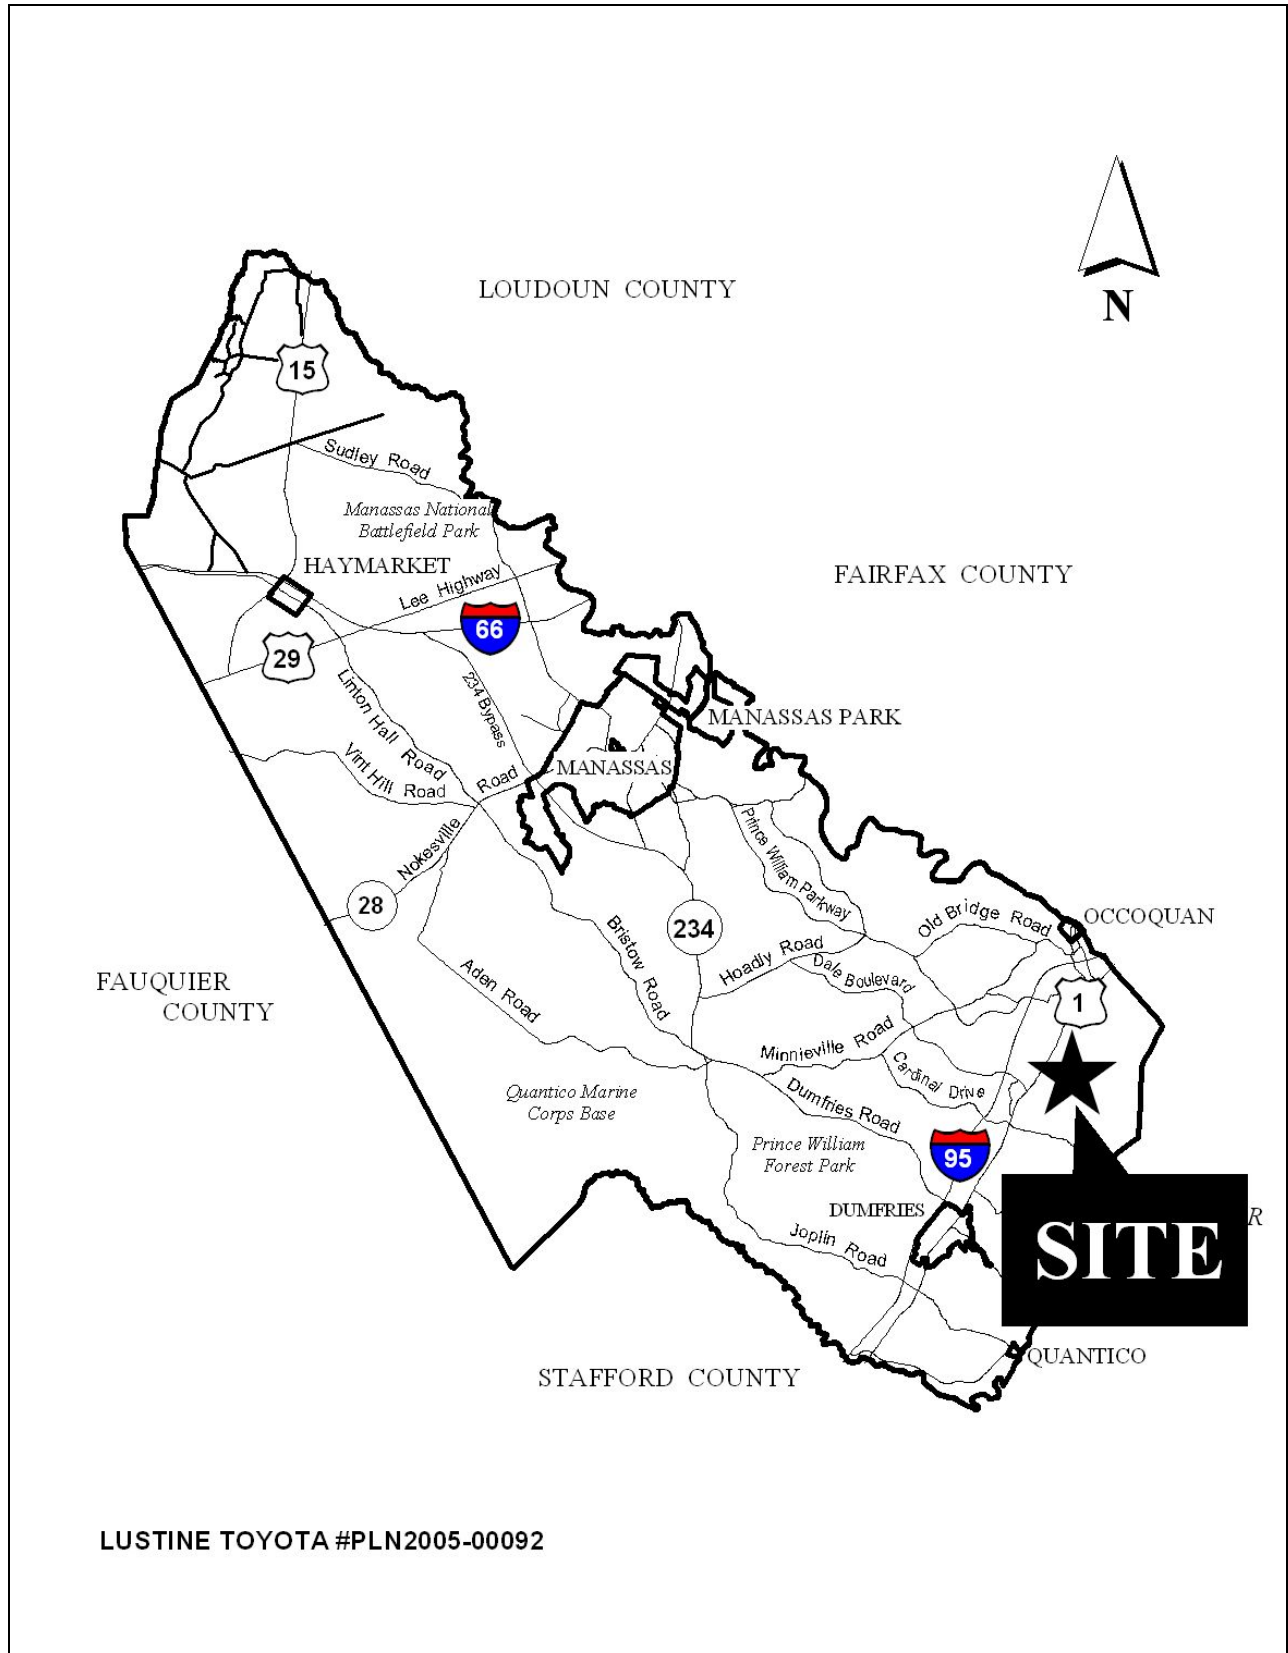 LOUDOUN COUNTY
N
15
Sudley Road
Manassas National
Battlefield Park
HAYMARKET
FAIRFAX COUNTY
Lee Highway
66
29
Linton Hall Road
234 Bypass
MANASSAS PARK
Vint Hill Road
MANASSAS
Nokesville Road
Prince William Parkway
28
234
Old Bridge Road
OCCOQUAN
Bristow Road
Hoadly Road
Dale Boulevard
FAUQUIER
COUNTY
Aden Road
1
Minnieville Road
Cardinal Drive
Quantico Marine
Corps Base
Dumfries Road
Prince William
Forest Park
95
DUMFRIES
R
SITE
Joplin Road
QUANTICO
STAFFORD COUNTY
LUSTINE TOYOTA #PLN2005-00092